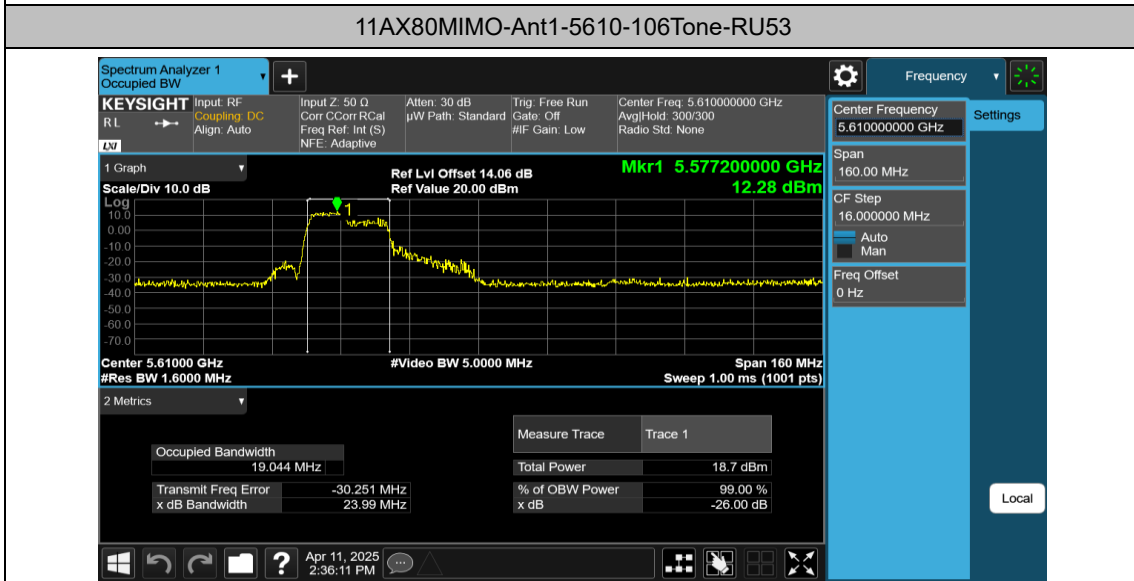 11AX80MIMO-Ant1-5610-106Tone-RU53
Spectrum Analyzer 1
Occupied BW
Frequency
KEYSIGHT
R L
LXI
Input: RF
Coupling: DC
Align: Auto
Input Z: 50 Ω
Corr CCorr RCal
Freq Ref: Int (S)
NFE: Adaptive
Atten: 30 dB
µW Path: Standard
Trig: Free Run
Gate: Off
#IF Gain: Low
Center Freq: 5.610000000 GHz
Avg|Hold: 300/300
Radio Std: None
Center Frequency
5.610000000 GHz
Settings
Span
160.00 MHz
CF Step
16.000000 MHz
Auto
Man
Freq Offset
0 Hz
1 Graph
Scale/Div 10.0 dB
Ref Lvl Offset 14.06 dB
Ref Value 20.00 dBm
Mkr1 5.577200000 GHz
12.28 dBm
Log
10.0
0.00
-10.0
-20.0
-30.0
-40.0
-50.0
-60.0
-70.0
1
Center 5.61000 GHz
#Res BW 1.6000 MHz
#Video BW 5.0000 MHz
Span 160 MHz
Sweep 1.00 ms (1001 pts)
2 Metrics
Measure Trace Trace 1
Occupied Bandwidth
19.044 MHz
Total Power 18.7 dBm
Transmit Freq Error -30.251 MHz
% of OBW Power 99.00 %
x dB Bandwidth 23.99 MHz
x dB -26.00 dB
Local
Apr 11, 2025
2:36:11 PM